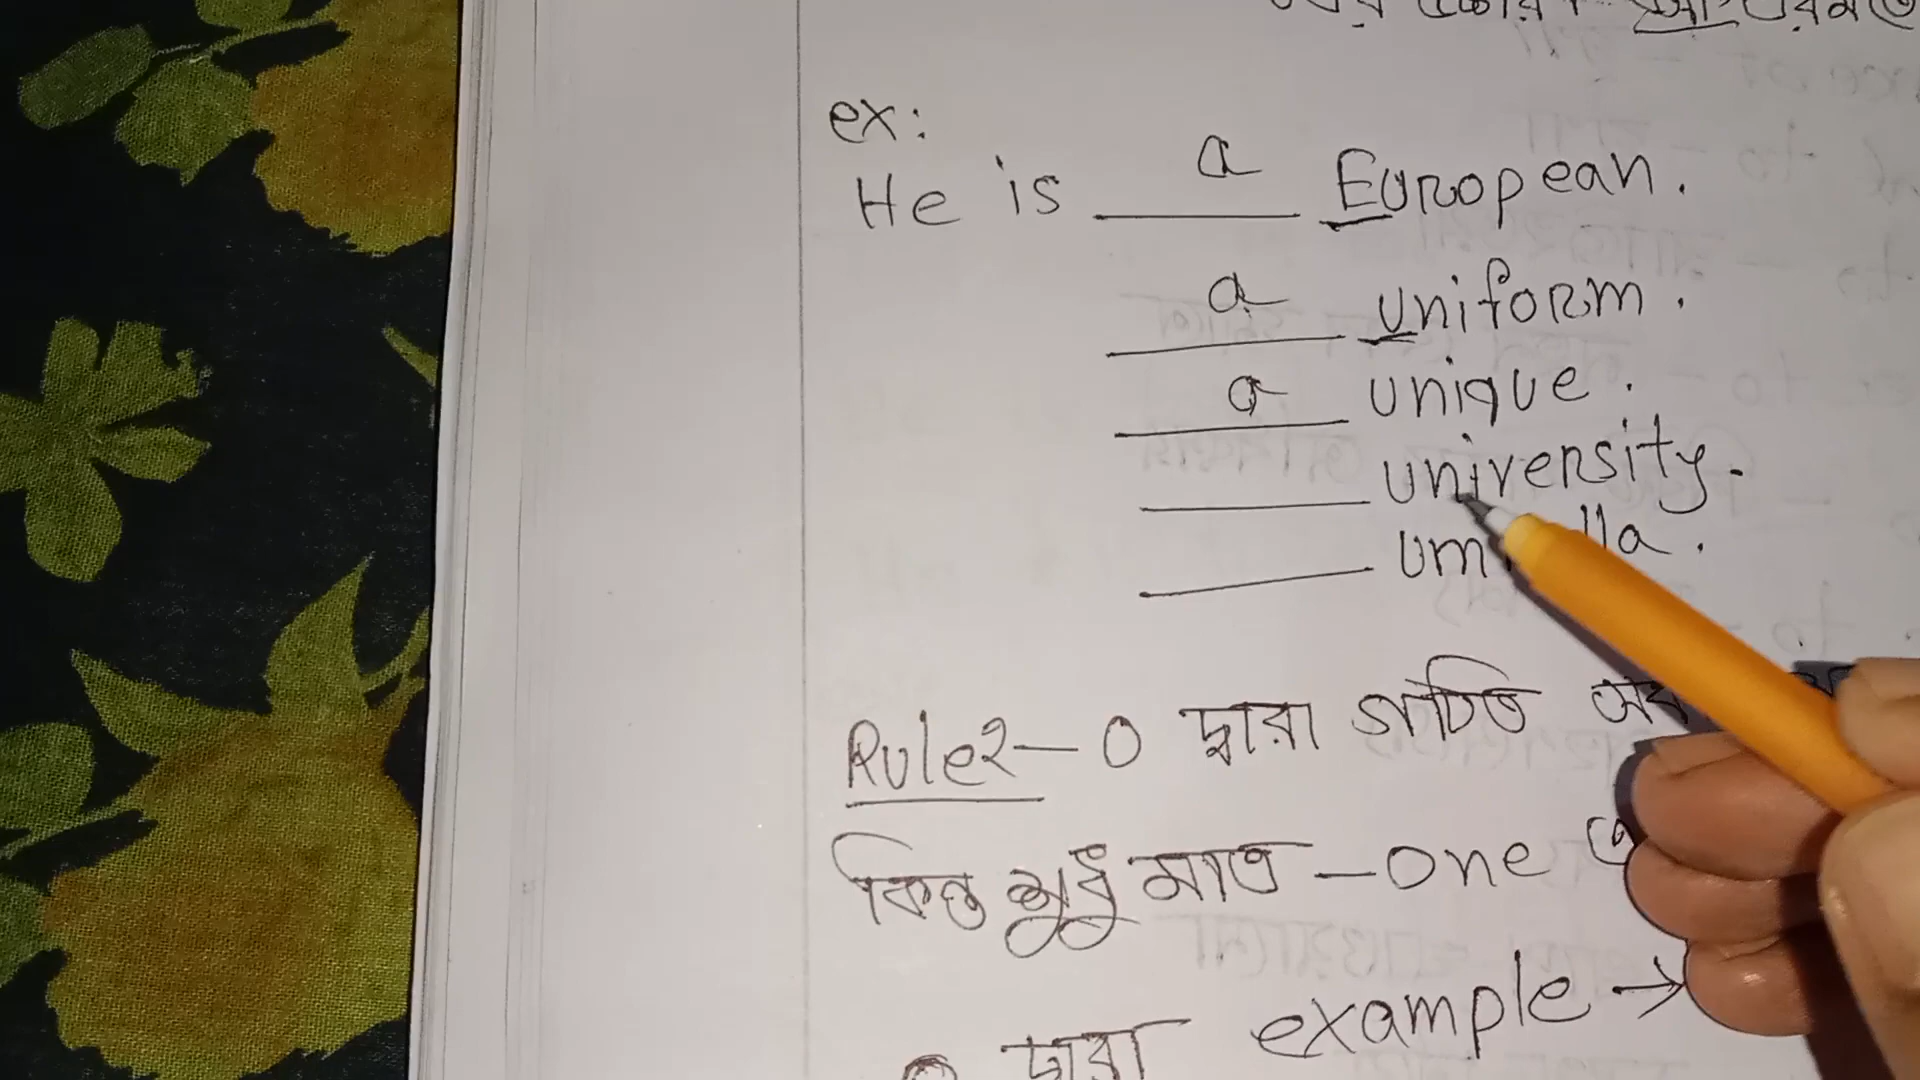 ex:
He is a European.
a uniform.
a unique.
university.
um lla.
Rule2— O দ্বারা গঠিত
কিন্তু শুধু মাত্র — one
দ্বারা example →